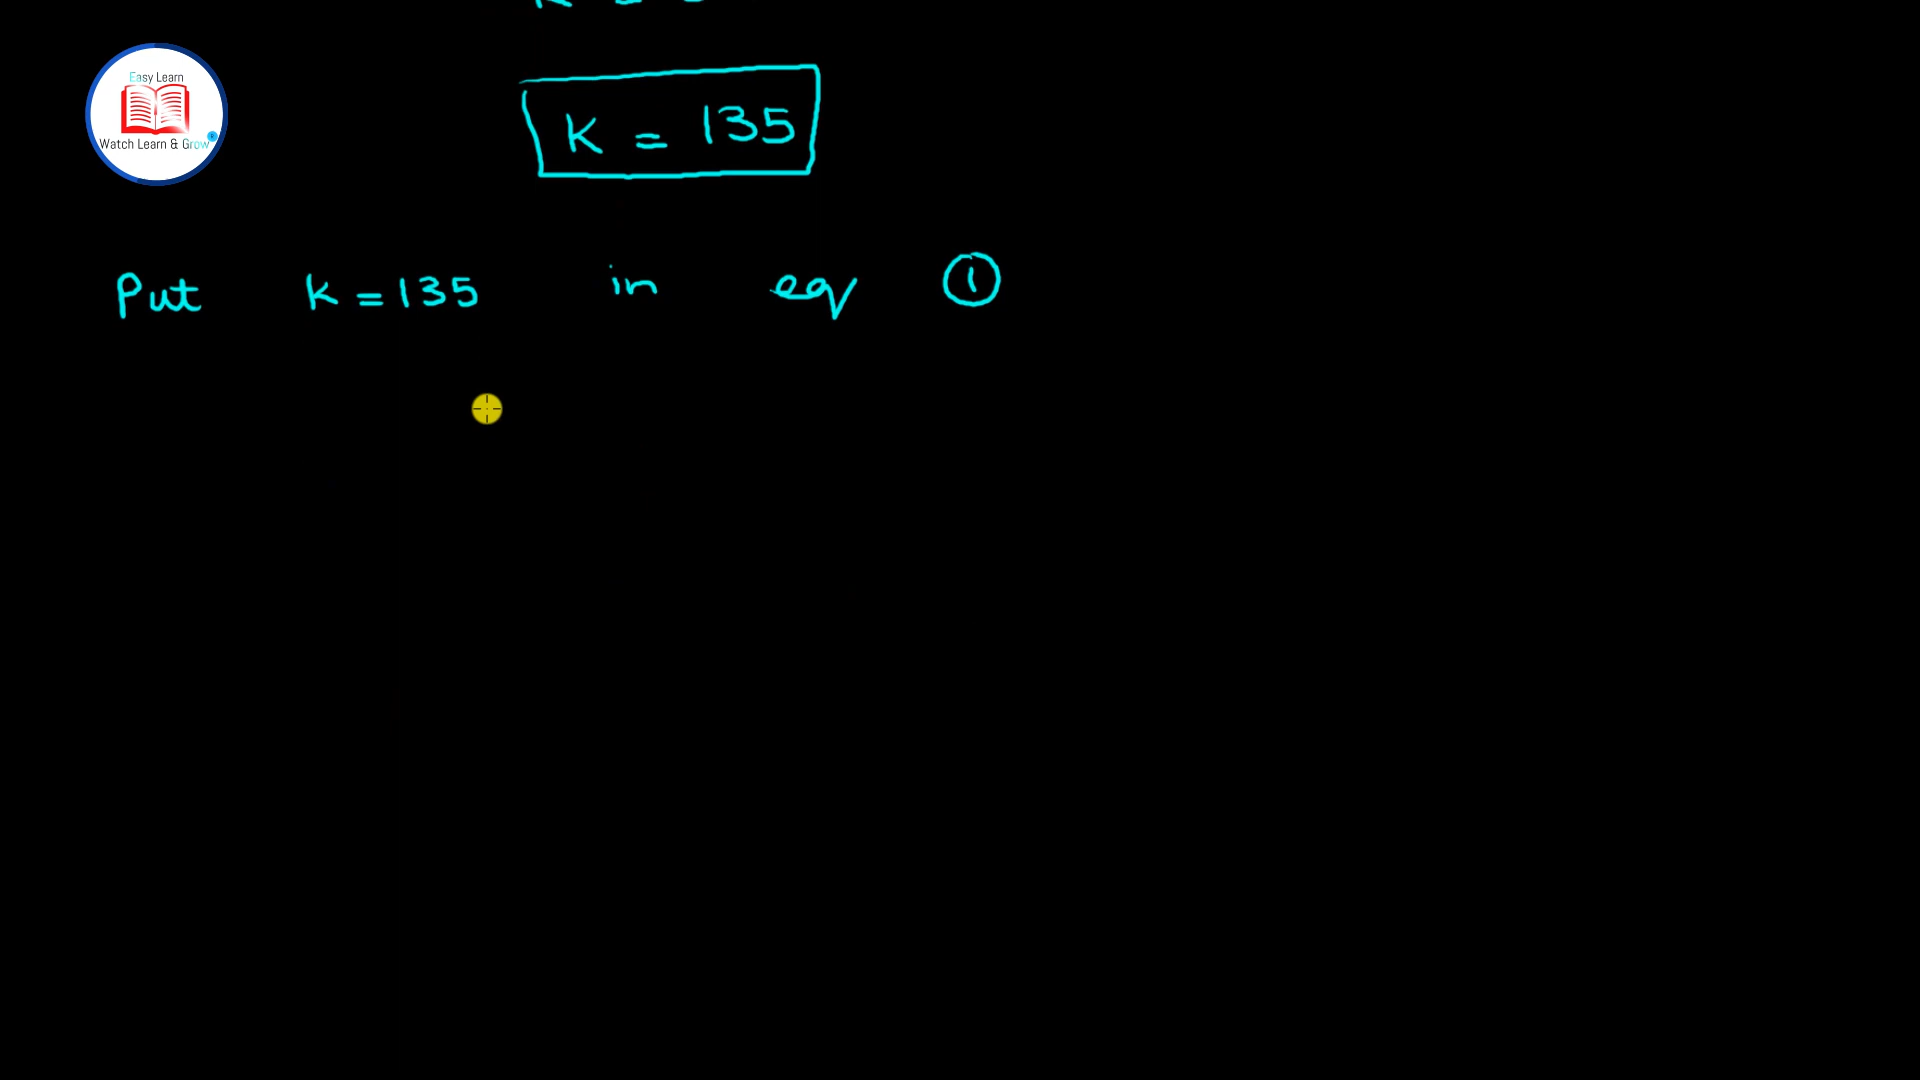 Easy Learn
Watch Learn & Grow
K = 135
Put K = 135 in eq ①